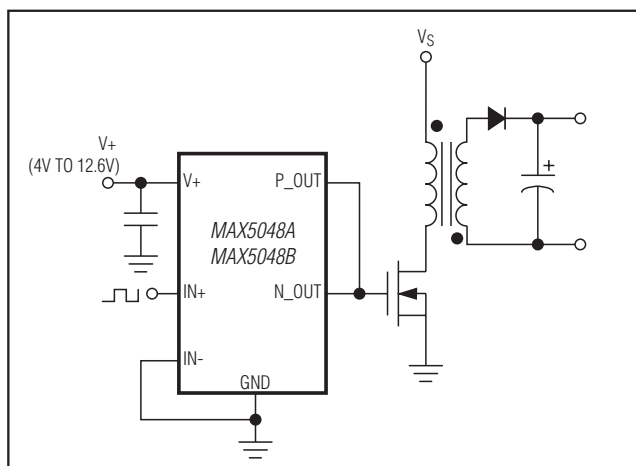 VS
V+
(4V TO 12.6V)
V+
P_OUT
MAX5048A
MAX5048B
IN+
N_OUT
IN-
GND
+